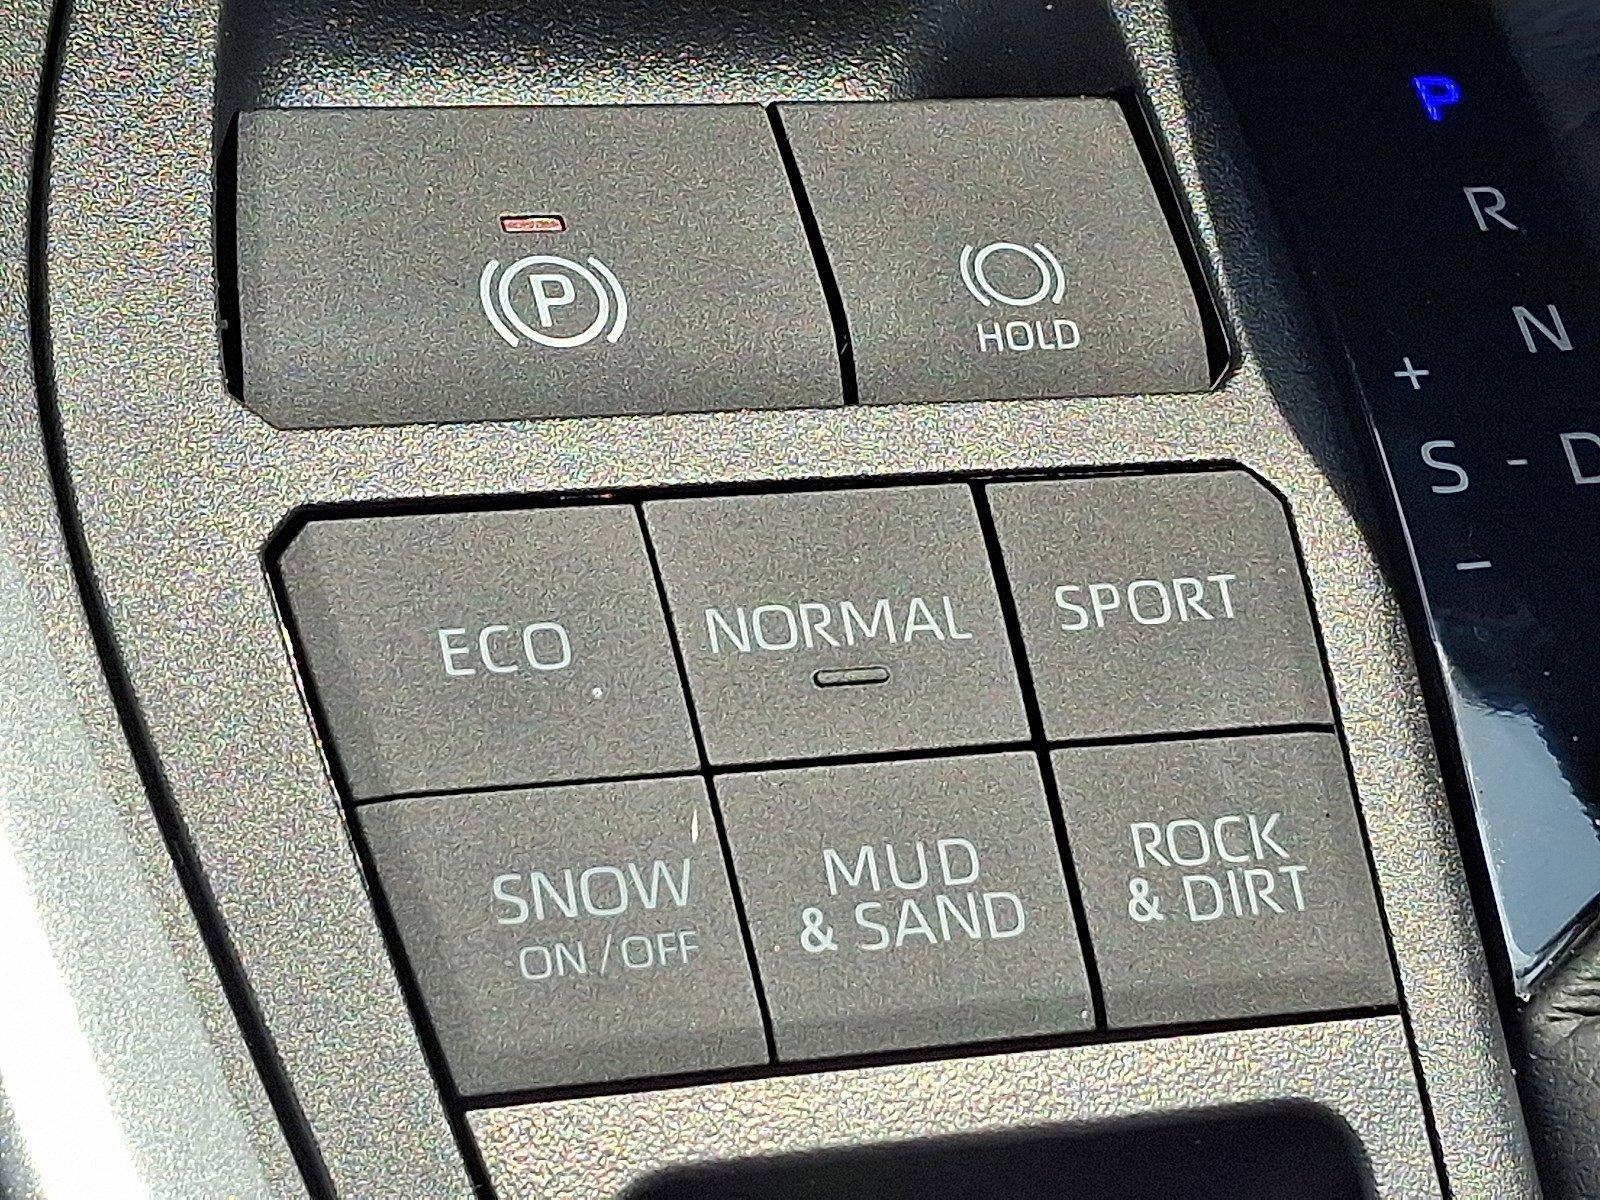 P
HOLD
ECO
NORMAL
SPORT
SNOW
ON / OFF
MUD
& SAND
ROCK
& DIRT
P
R
N
+
S - D
-